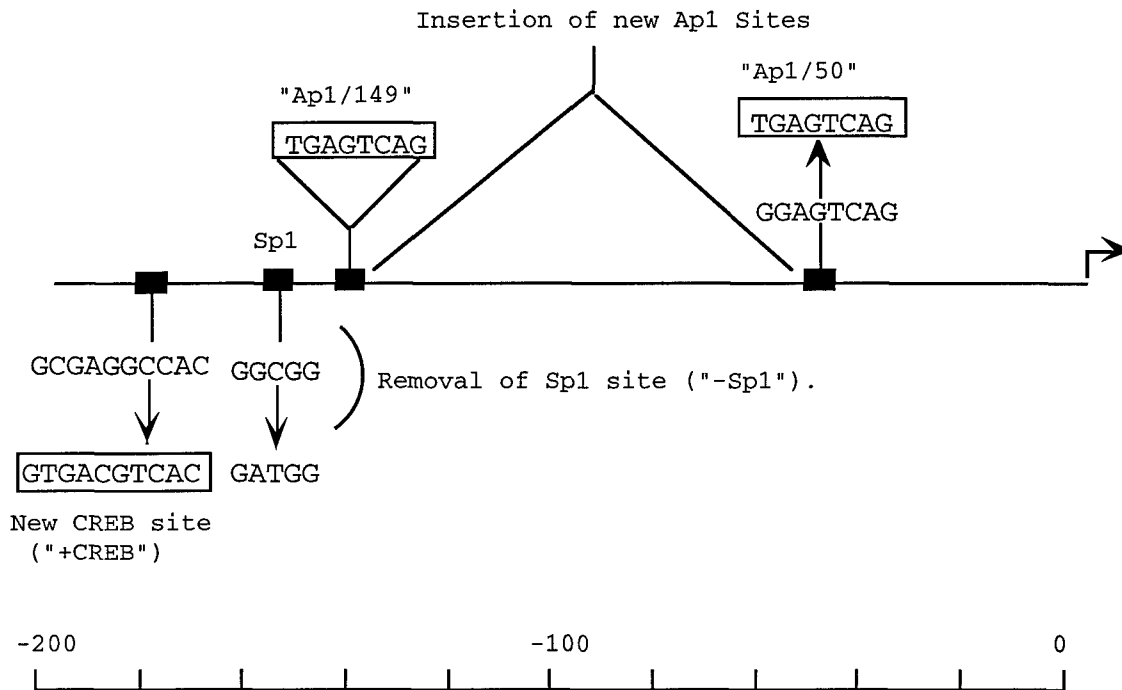 Insertion of new Ap1 Sites
"Ap1/149"
"Ap1/50"
TGAGTCAG
TGAGTCAG
GGAGTCAG
Sp1
GCGAGGCCAC
GGCGG
Removal of Sp1 site ("-Sp1").
GTGACGTCAC
GATGG
New CREB site
("+CREB")
-200
-100
0